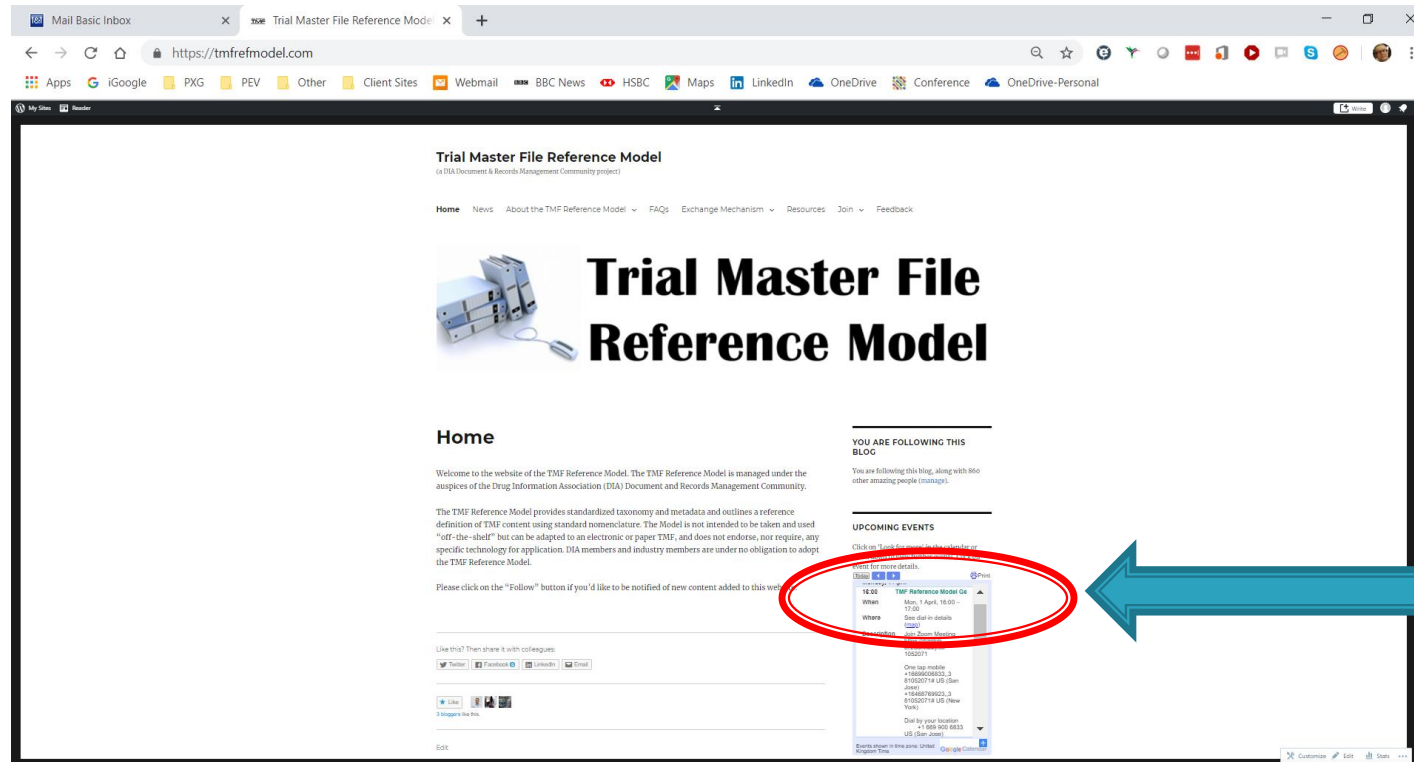 Mail Basic Inbox
Trial Master File Reference Mode
https://tmfrefmodel.com
Apps iGoogle PXG PEV Other Client Sites Webmail BBC News HSBC Maps LinkedIn OneDrive Conference OneDrive-Personal
My Sites Reader
Write
Trial Master File Reference Model
(a DIA Document & Records Management Community project)
Home News About the TMF Reference Model FAQs Exchange Mechanism Resources Join Feedback
Trial Master File
Reference Model
Home
Welcome to the website of the TMF Reference Model. The TMF Reference Model is managed under the
auspices of the Drug Information Association (DIA) Document and Records Management Community.
The TMF Reference Model provides standardized taxonomy and metadata and outlines a reference
definition of TMF content using standard nomenclature. The Model is not intended to be taken and used
"off-the-shelf" but can be adapted to an electronic or paper TMF, and does not endorse, nor require, any
specific technology for application. DIA members and industry members are under no obligation to adopt
the TMF Reference Model.
Please click on the "Follow" button if you'd like to be notified of new content added to this
Like this? Then share it with colleagues:
Twitter Facebook LinkedIn Email
Like
3 bloggers like this.
Edit
YOU ARE FOLLOWING THIS
BLOG
You are following this blog, along with 860
other amazing people (manage).
UPCOMING EVENTS
Click on 'Look for more' in the calendar or
event for more details.
Today Print
16:00 TMF Reference Model Ge
When Mon, 1 April, 16:00 –
17:00
Where See dial-in details
(map)
Description Join Zoom Meeting
1052071
One tap mobile
+16699006833,,3
81052071# US (San
Jose)
+16468769923,,3
81052071# US (New
York)
Dial by your location
+1 669 900 6833
US (San Jose)
Events shown in time zone: United
Kingdom Time
Google Calendar
Customize Edit Stats